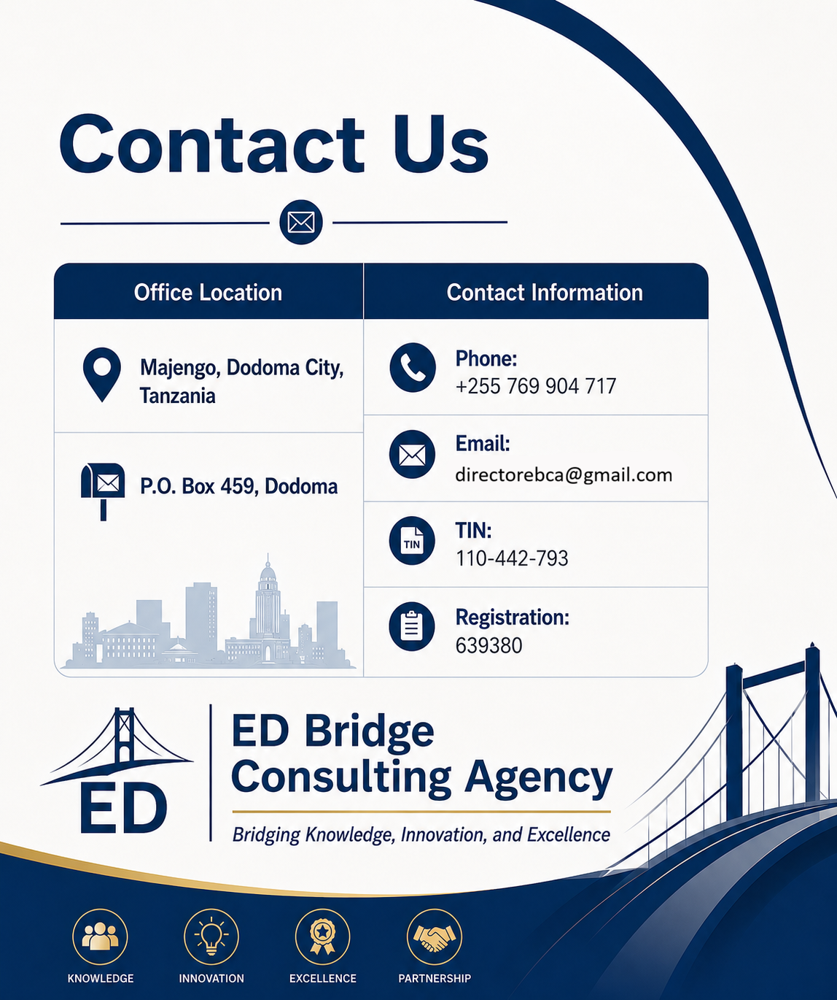 Contact Us
Office Location
Majengo, Dodoma City,
Tanzania
P.O. Box 459, Dodoma
Contact Information
Phone:
+255 769 904 717
Email:
directorebca@gmail.com
TIN
TIN:
110-442-793
Registration:
639380
ED
ED Bridge
Consulting Agency
Bridging Knowledge, Innovation, and Excellence
KNOWLEDGE
INNOVATION
EXCELLENCE
PARTNERSHIP